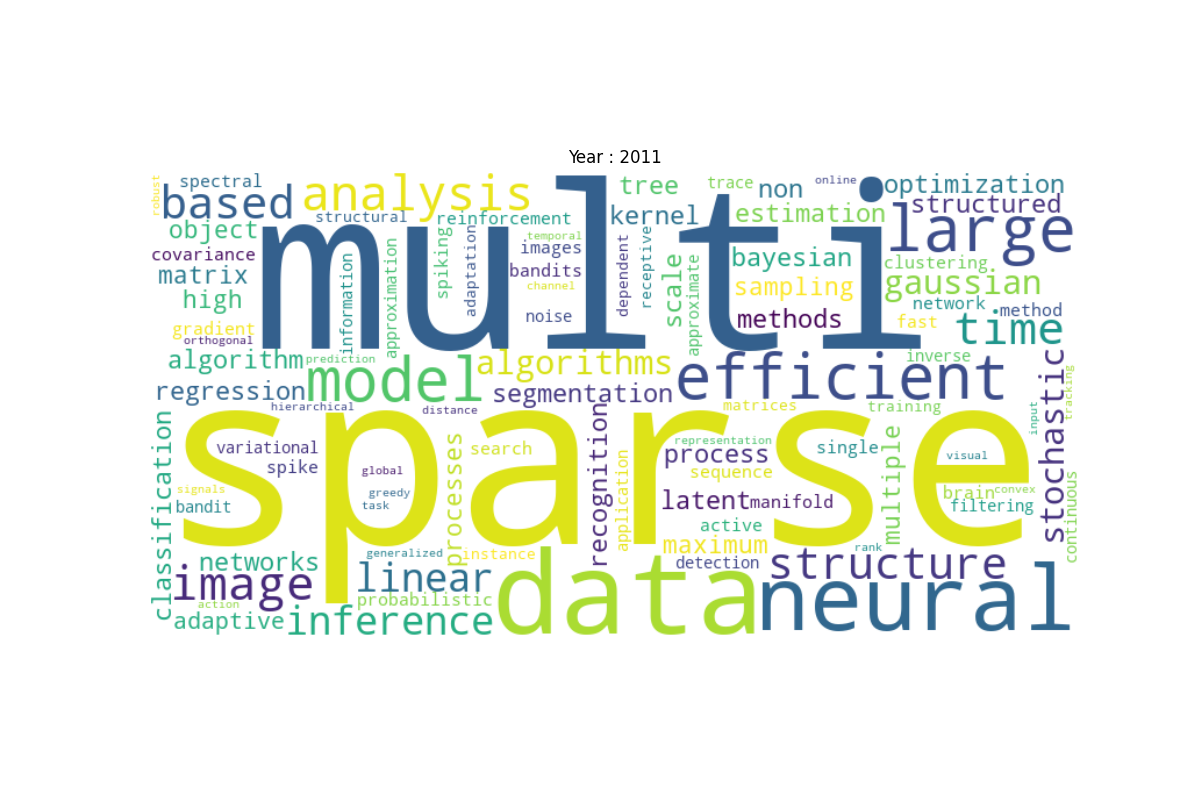 Year : 2011
robust
spectral
based
analysis
multi
tree
trace
non
online
optimization
structured
large
object
structural
reinforcement
kernel
estimation
covariance
matrix
high
information
approximation
spiking
adaptation
temporal
images
bandits
channel
noise
dependent
receptive
scale
approximate
bayesian
sampling
methods
clustering
gaussian
network
method
fast
time
gradient
orthogonal
algorithm
prediction
model
algorithms
efficient
inverse
regression
segmentation
stochastic
tracking
hierarchical
distance
matrices
training
input
sparse
classification
variational
spike
global
greedy
task
processes
search
recognition
application
representation
process
sequence
single
multiple
visual
signals
bandit
latent
manifold
brain
convex
filtering
continuous
active
maximum
detection
rank
structure
networks
generalized
instance
image
linear
data
neural
action
adaptive
probabilistic
inference